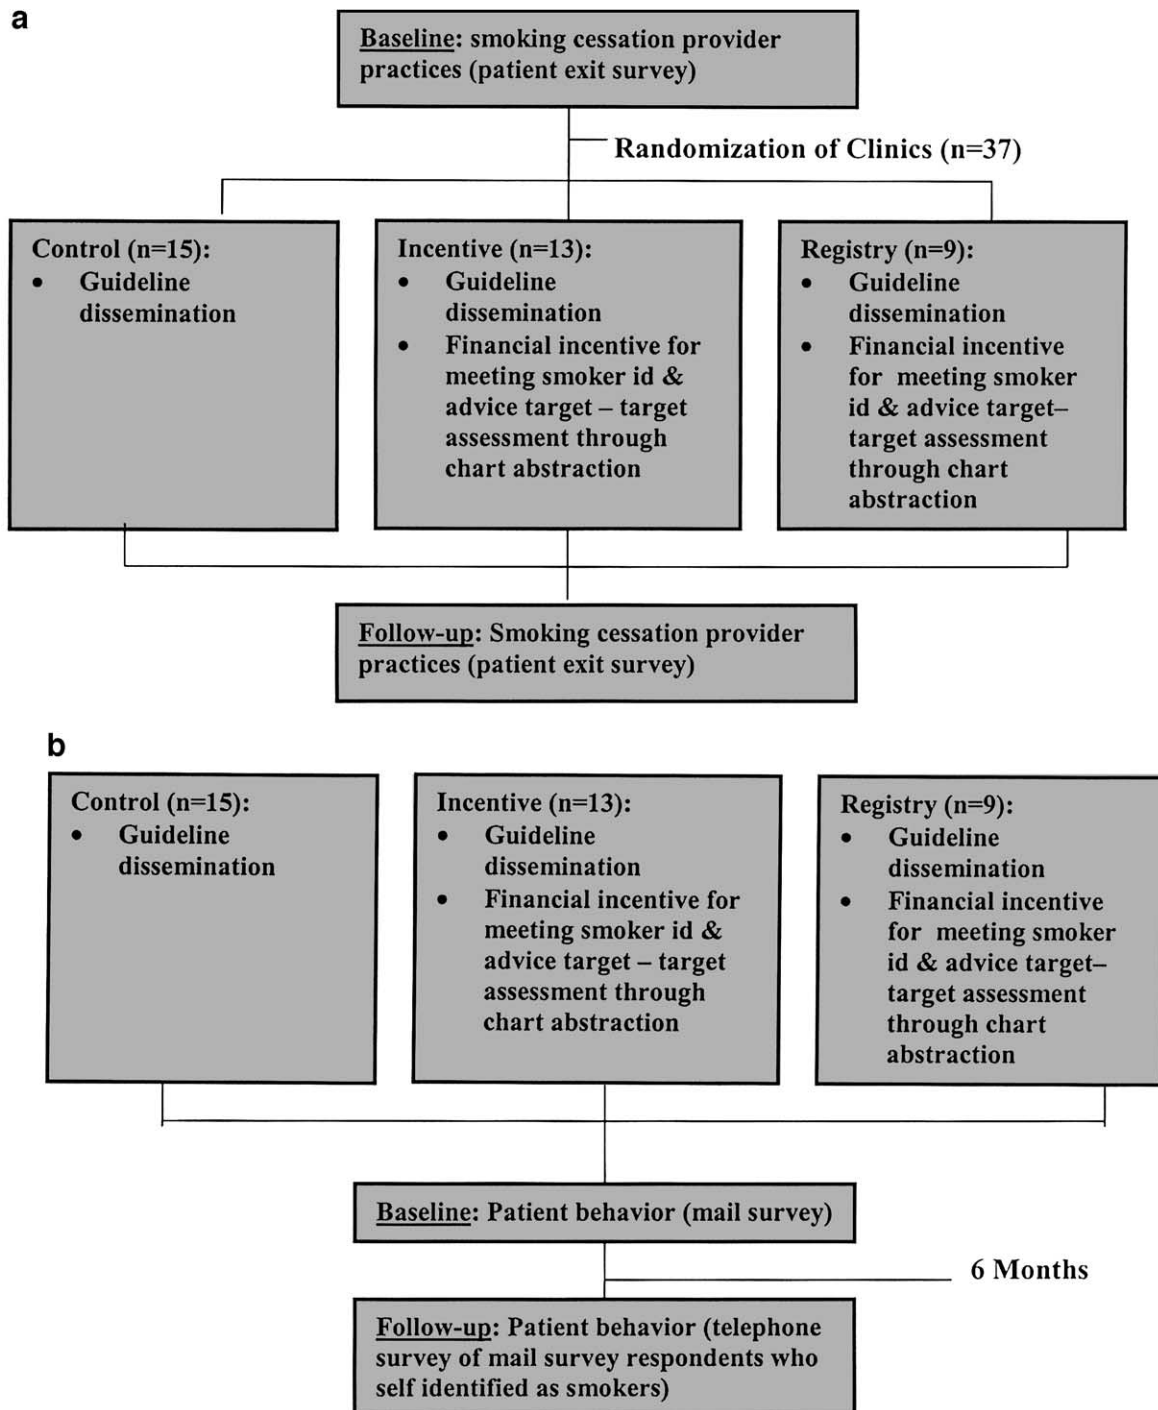 a
Baseline: smoking cessation provider
practices (patient exit survey)
Randomization of Clinics (n=37)
Control (n=15):
• Guideline
dissemination
Incentive (n=13):
• Guideline
dissemination
• Financial incentive for
meeting smoker id &
advice target – target
assessment through
chart abstraction
Registry (n=9):
• Guideline
dissemination
• Financial incentive
for meeting smoker
id & advice target–
target assessment
through chart
abstraction
Follow-up: Smoking cessation provider
practices (patient exit survey)
b
Control (n=15):
• Guideline
dissemination
Incentive (n=13):
• Guideline
dissemination
• Financial incentive for
meeting smoker id &
advice target – target
assessment through
chart abstraction
Registry (n=9):
• Guideline
dissemination
• Financial incentive
for meeting smoker
id & advice target–
target assessment
through chart
abstraction
Baseline: Patient behavior (mail survey)
6 Months
Follow-up: Patient behavior (telephone
survey of mail survey respondents who
self identified as smokers)